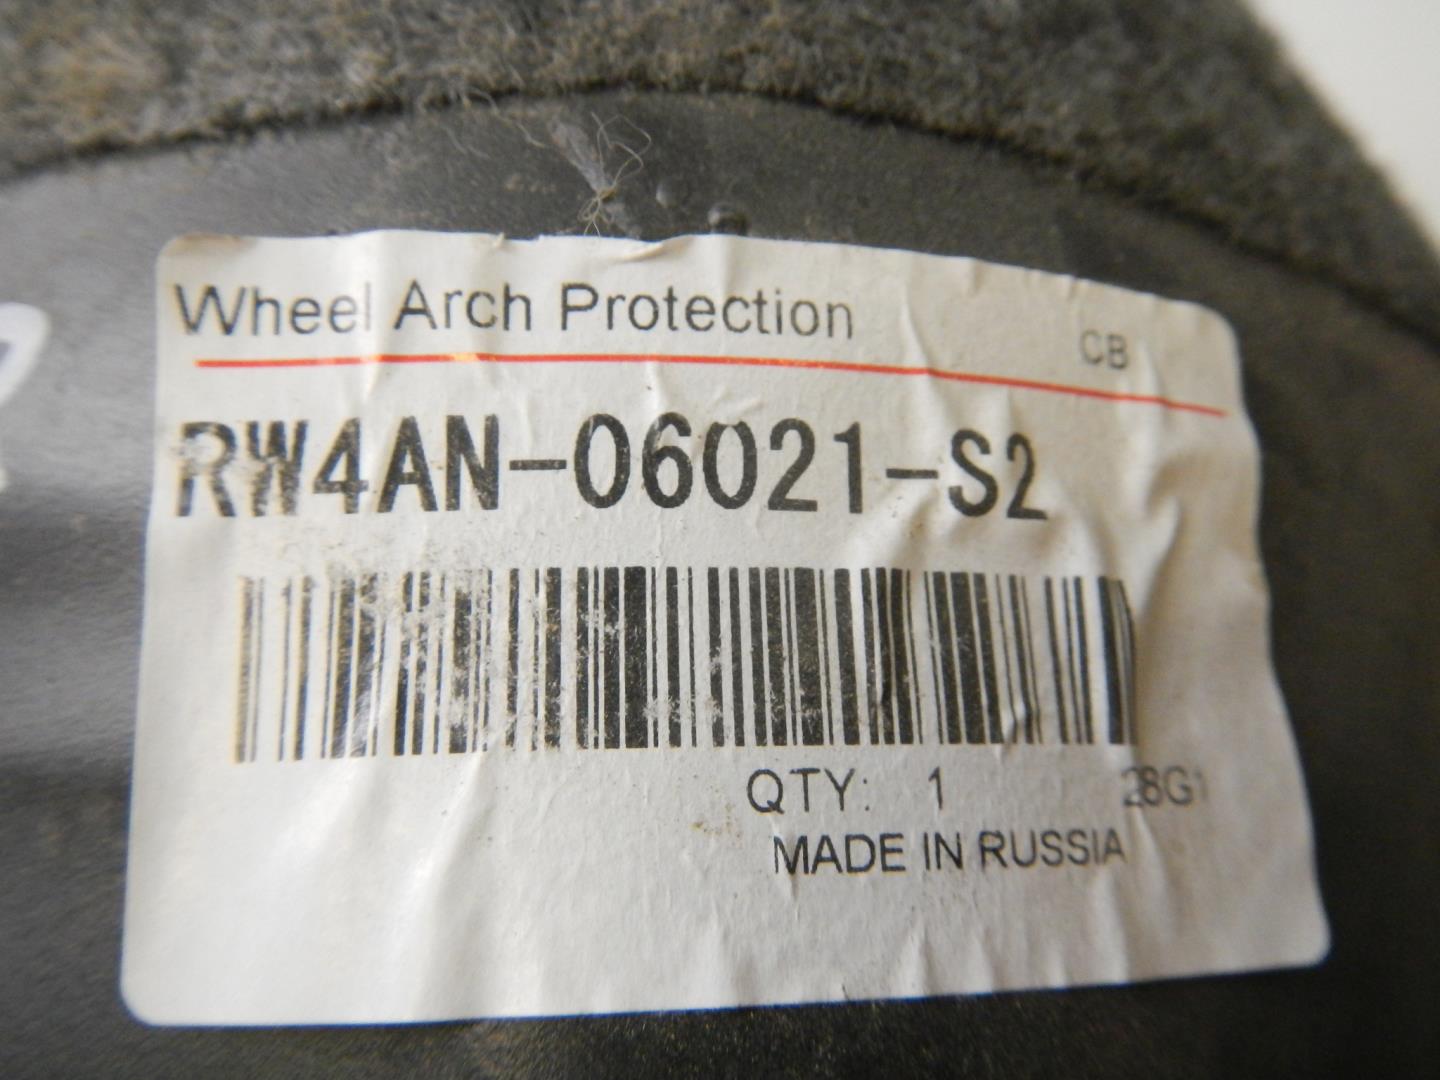 Wheel Arch Protection
CB
RW4AN-06021-S2
QTY: 1 28G1
MADE IN RUSSIA